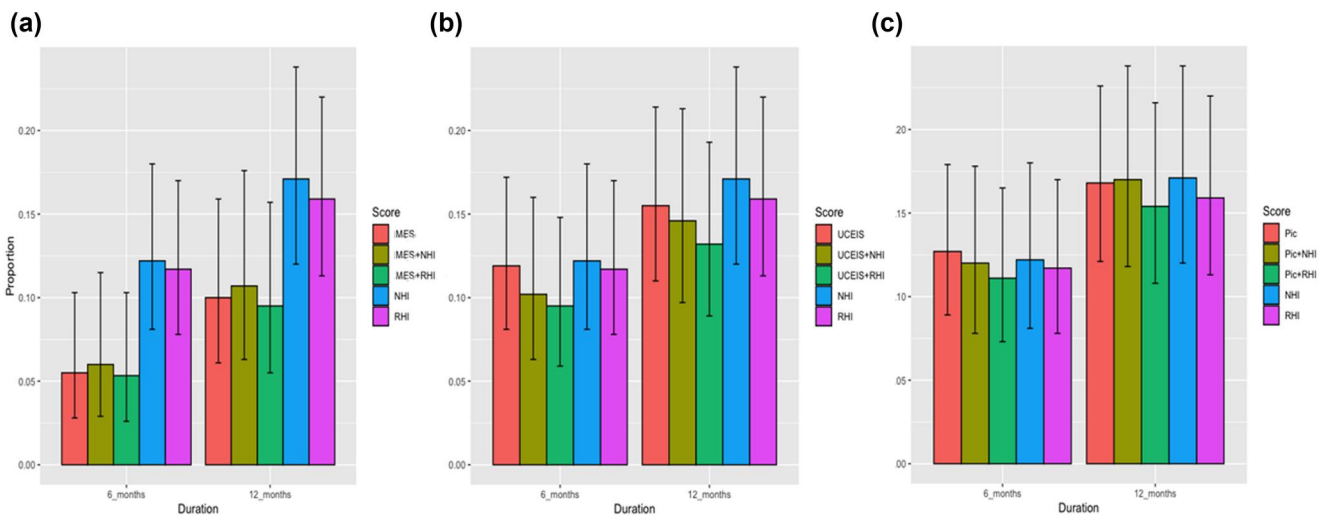 (a)
Proportion
0.20
0.15
0.10
0.05
0.00
6_months
12_months
Duration
Score
MES
MES+NHI
MES+RHI
NHI
RHI
(b)
0.20
0.15
0.10
0.05
0.00
6_months
12_months
Duration
Score
UCEIS
UCEIS+NHI
UCEIS+RHI
NHI
RHI
(c)
20
15
10
05
00
6_months
12_months
Duration
Score
Pic
Pic+NHI
Pic+RHI
NHI
RHI